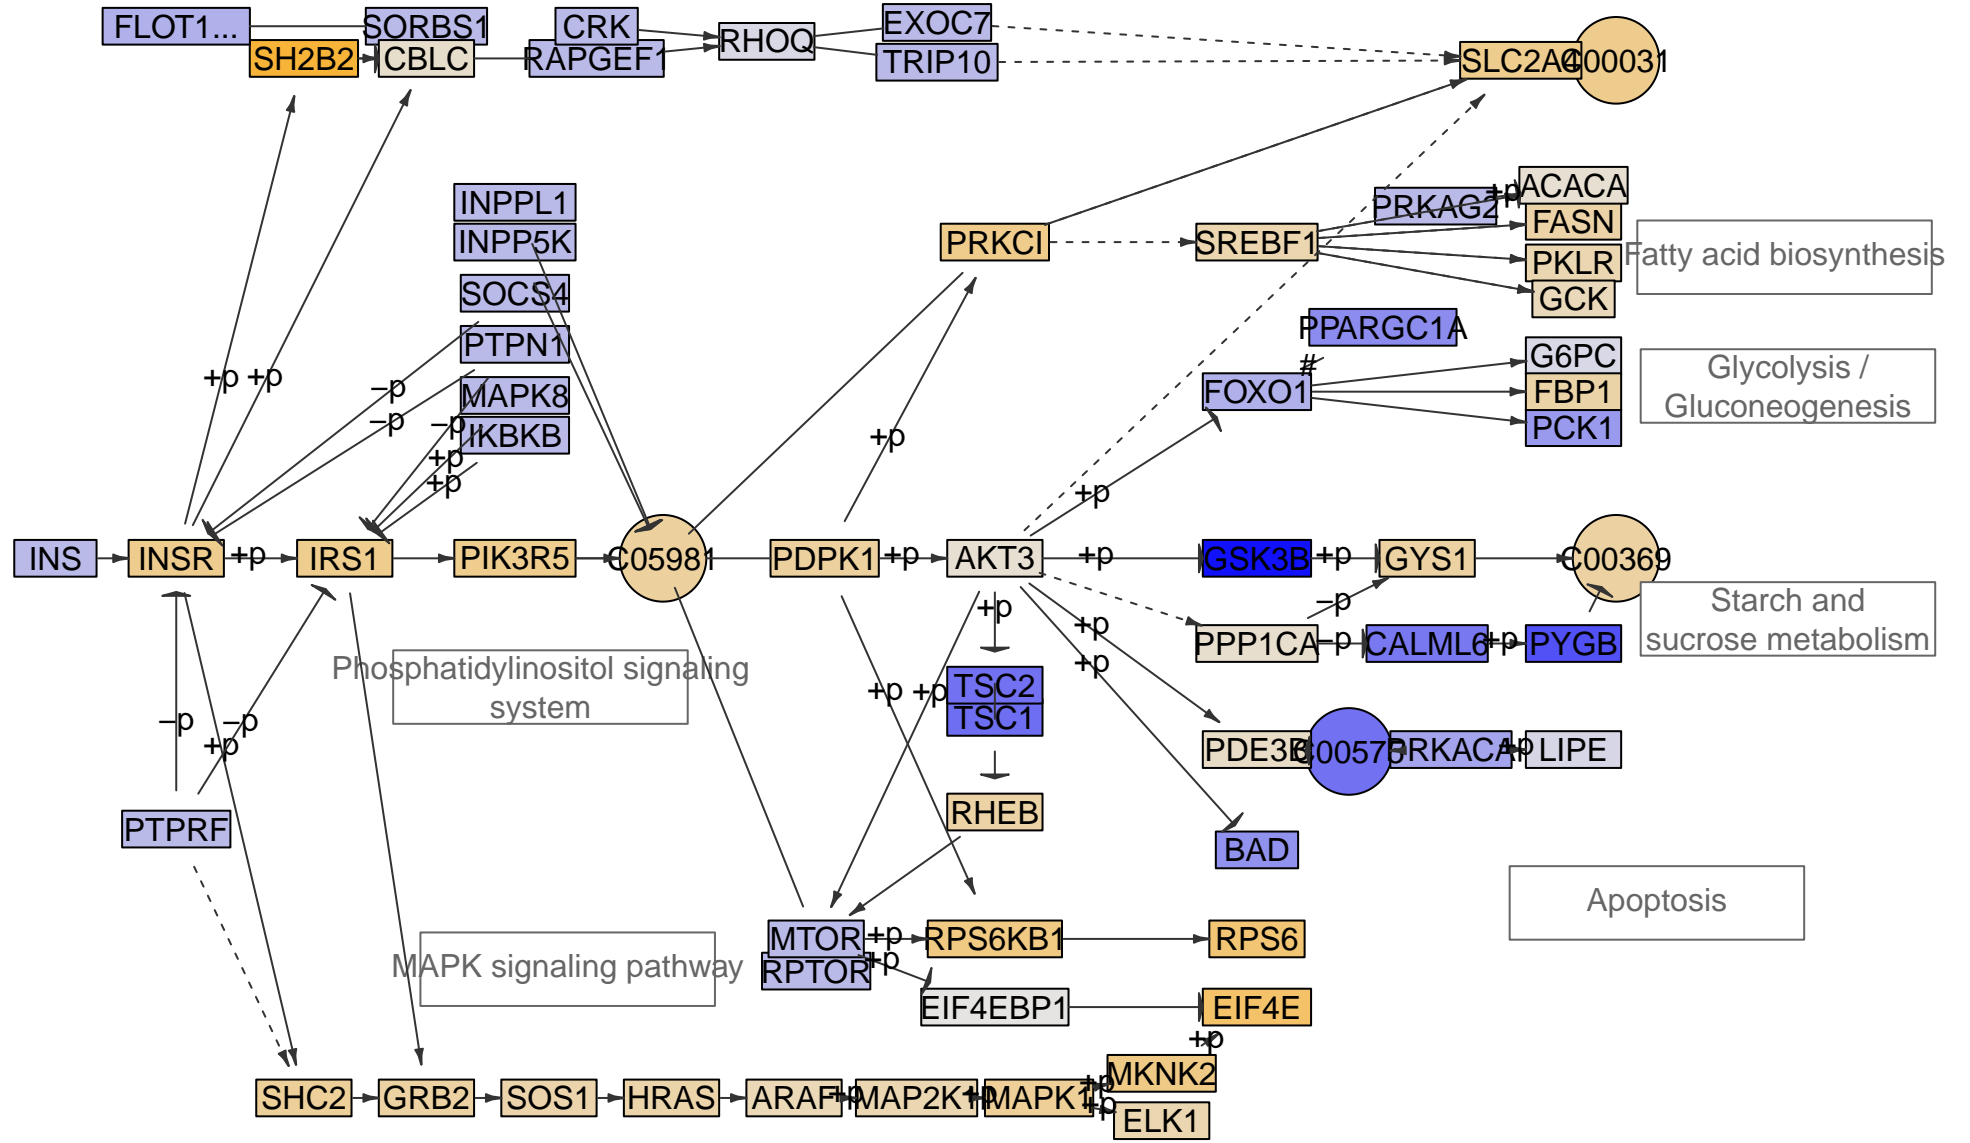 FLOT1...
SORBS1
CRK
EXOC7
SH2B2
CBLC
RAPGEF1
RHOQ
TRIP10
SLC2A4
C00031
INPPL1
INPP5K
PRKCI
SREBF1
PRKAG2
+p
ACACA
FASN
PKLR
GCK
Fatty acid biosynthesis
SOCS4
PTPN1
MAPK8
IKBKB
+p
+p
−p
−p
−p
+p
+p
+p
PPARGC1A
#
FOXO1
G6PC
FBP1
PCK1
Glycolysis /
Gluconeogenesis
+p
INS
INSR
+p
IRS1
PIK3R5
C05981
PDPK1
+p
AKT3
+p
GSK3B
+p
GYS1
C00369
+p
−p
Starch and
sucrose metabolism
+p
PPP1CA
−p
CALML6
+p
PYGB
+p
Phosphatidylinositol signaling
system
+p
+p
TSC2
TSC1
−p
−p
+p
PDE3B
C00575
PRKACA
+p
LIPE
RHEB
PTPRF
BAD
Apoptosis
MTOR
+p
RPS6KB1
RPS6
RPTOR
+p
MAPK signaling pathway
EIF4EBP1
EIF4E
+p
MKNK2
SHC2
GRB2
SOS1
HRAS
ARAF
+p
MAP2K1
+p
MAPK1
+p
+p
ELK1